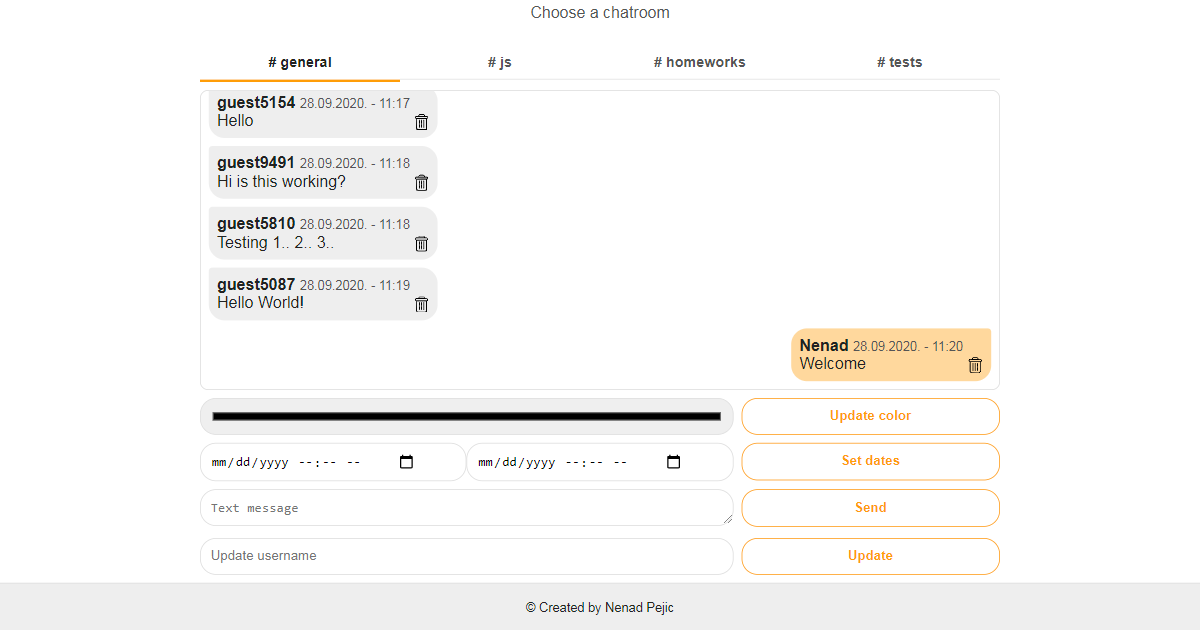 Choose a chatroom
# general # js # homeworks # tests
guest5154 28.09.2020. - 11:17
Hello
guest9491 28.09.2020. - 11:18
Hi is this working?
guest5810 28.09.2020. - 11:18
Testing 1.. 2.. 3..
guest5087 28.09.2020. - 11:19
Hello World!
Nenad 28.09.2020. - 11:20
Welcome
Update color
mm/dd/yyyy --:-- -- mm/dd/yyyy --:-- -- Set dates
Text message Send
Update username Update
© Created by Nenad Pejic